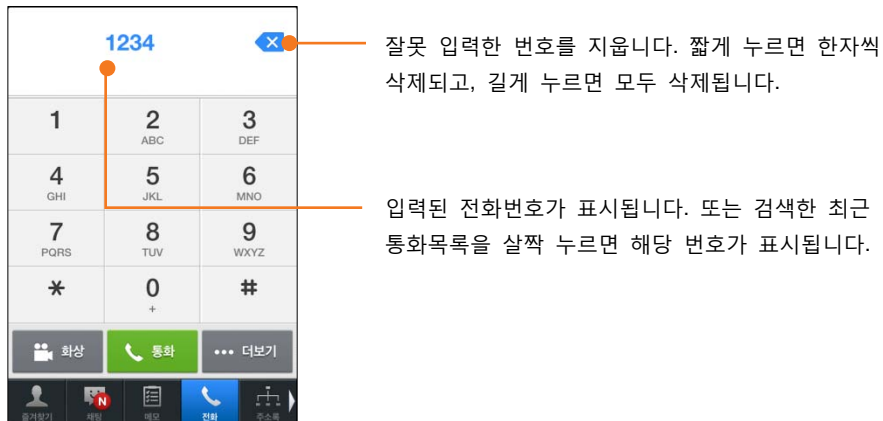 1234
잘못 입력한 번호를 지웁니다. 짧게 누르면 한자씩
삭제되고, 길게 누르면 모두 삭제됩니다.
1 2 3
ABC DEF
4 5 6
GHI JKL MNO
입력된 전화번호가 표시됩니다. 또는 검색한 최근
통화목록을 살짝 누르면 해당 번호가 표시됩니다.
7 8 9
PQRS TUV WXYZ
* 0 #
+
화상 통화 ••• 더보기
N
즐겨찾기 채팅 메모 전화 주소록